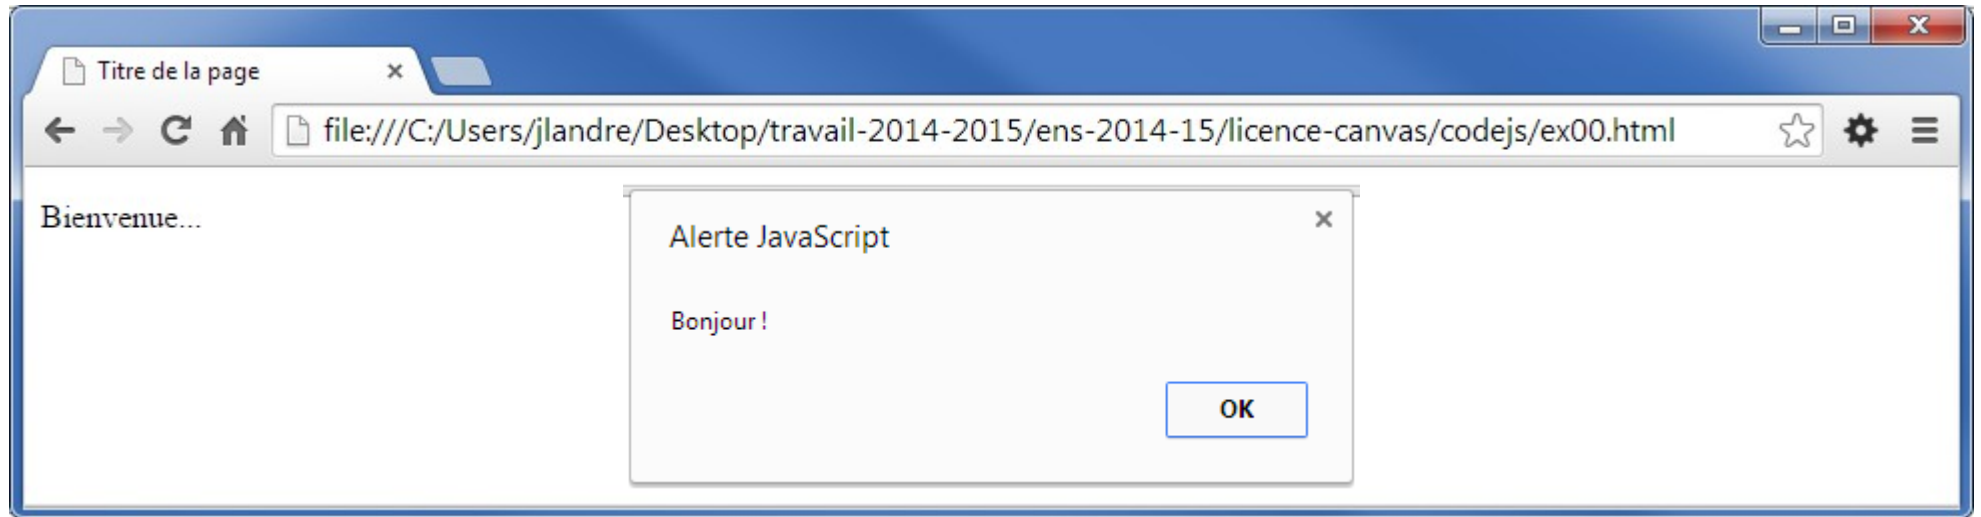 Titre de la page
file:///C:/Users/jlandre/Desktop/travail-2014-2015/ens-2014-15/licence-canvas/codejs/ex00.html
Bienvenue...
Alerte JavaScript
Bonjour !
OK